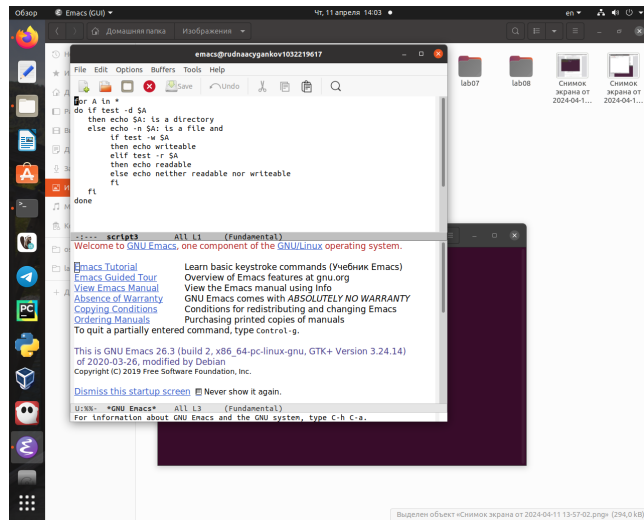 Обзор
Emacs (GUI)
Чт, 11 апреля 14:03
en
Домашняя папка
Изображения
emacs@rudnaacygankov1032219617
File Edit Options Buffers Tools Help
Save
Undo
for A in *
do if test -d $A
then echo $A: is a directory
else echo -n $A: is a file and
if test -w $A
then echo writeable
elif test -r $A
then echo readable
else echo neither readable nor writeable
fi
fi
done
-:--- script3 All L1 (Fundamental)
Welcome to GNU Emacs, one component of the GNU/Linux operating system.
Emacs Tutorial Learn basic keystroke commands (Учебник Emacs)
Emacs Guided Tour Overview of Emacs features at gnu.org
View Emacs Manual View the Emacs manual using Info
Absence of Warranty GNU Emacs comes with ABSOLUTELY NO WARRANTY
Copying Conditions Conditions for redistributing and changing Emacs
Ordering Manuals Purchasing printed copies of manuals
To quit a partially entered command, type Control-g.
This is GNU Emacs 26.3 (build 2, x86_64-pc-linux-gnu, GTK+ Version 3.24.14)
of 2020-03-26, modified by Debian
Copyright (C) 2019 Free Software Foundation, Inc.
Dismiss this startup screen Never show it again.
U:%%- *GNU Emacs* All L3 (Fundamental)
For information about GNU Emacs and the GNU system, type C-h C-a.
lab07
lab08
Снимок
экрана от
2024-04-1...
Снимок
экрана от
2024-04-1...
PC
Выделен объект «Снимок экрана от 2024-04-11 13-57-02.png» (294,0 kB)